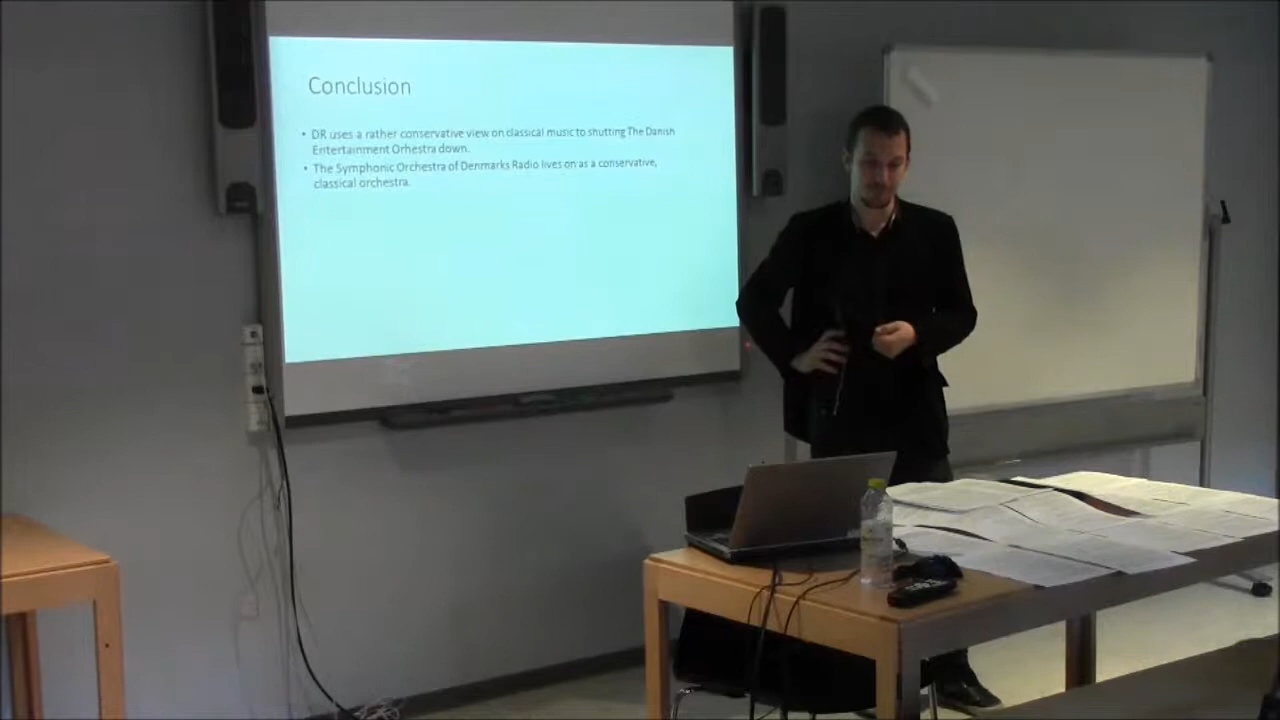 Conclusion
• DR uses a rather conservative view on classical music to shutting The Danish
Entertainment Orhestra down.
• The Symphonic Orchestra of Denmarks Radio lives on as a conservative,
classical orchestra.